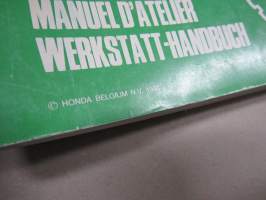 MANUEL D'ATELIER
WERKSTATT-HANDBUCH
© HONDA BELGIUM N.V.